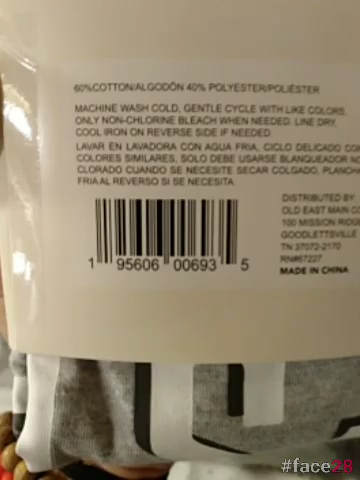 60%COTTON/ALGODÓN 40% POLYESTER/POLIÉSTER
MACHINE WASH COLD, GENTLE CYCLE WITH LIKE COLORS,
ONLY NON-CHLORINE BLEACH WHEN NEEDED. LINE DRY,
COOL IRON ON REVERSE SIDE IF NEEDED.
LAVAR EN LAVADORA CON AGUA FRIA, CICLO DELICADO CON
COLORES SIMILARES, SOLO DEBE USARSE BLANQUEADOR NO
CLORADO CUANDO SE NECESITE SECAR COLGADO, PLANCHA
FRIA AL REVERSO SI SE NECESITA.
DISTRIBUTED BY
OLD EAST MAIN CO
100 MISSION RIDGE
GOODLETTSVILLE
TN 37072-2170
RN#67227
MADE IN CHINA
1 95606 00693 5
#face28